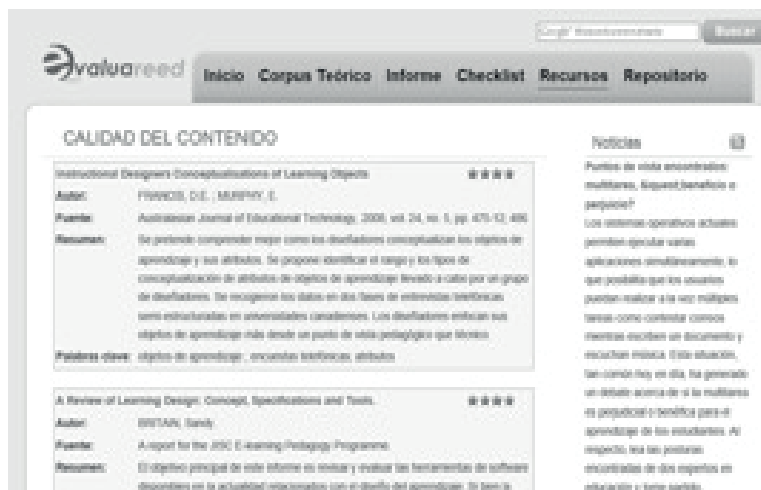 Buscar
evaluareed
Inicio Corpus Teórico Informe Checklist Recursos Repositorio
CALIDAD DEL CONTENIDO
Instructional Designers Conceptualisations of Learning Objects
Autor: FRANCIS, D.E. ; MURPHY, E.
Fuente: Australasian Journal of Educational Technology, 2008, vol. 24, no. 5, pp. 475-
Resumen: Se pretende comprender mejor como los diseñadores conceptualizan los objetos de
aprendizaje y sus atributos. Se propone identificar el rango y los tipos de
conceptualización de atributos de objetos de aprendizaje llevado a cabo por un grupo
de diseñadores. Se recogieron los datos en dos fases de entrevistas telefónicas
semi-estructuradas en universidades canadienses. Los diseñadores enfocan sus
objetos de aprendizaje más desde un punto de vista pedagógico que técnico
Palabras clave: objetos de aprendizaje , encuestas telefónicas, atributos
A Review of Learning Design: Concept, Specifications and Tools.
Autor: BRITAIN, Sandy
Fuente: A report for the JISC E-learning Pedagogy Programme
Resumen: El objetivo principal de este informe es revisar y evaluar las herramientas de software
disponibles en la actualidad relacionados con el diseño del aprendizaje. Si bien la
Noticias
Puntos de vista encontrados:
multitarea, beneficio o
perjuicio?
Los sistemas operativos actuales
permiten ejecutar varias
aplicaciones simultáneamente, lo
que posibilita que los usuarios
puedan realizar a la vez múltiples
tareas como contestar correos
mientras escriben un documento y
escuchan música. Esta situación,
tan común hoy en día, ha generado
un debate acerca de si la multitarea
es perjudicial o benéfica para el
aprendizaje de los estudiantes. Al
respecto, lea las posturas
encontradas de dos expertos en
educación y tome partido.